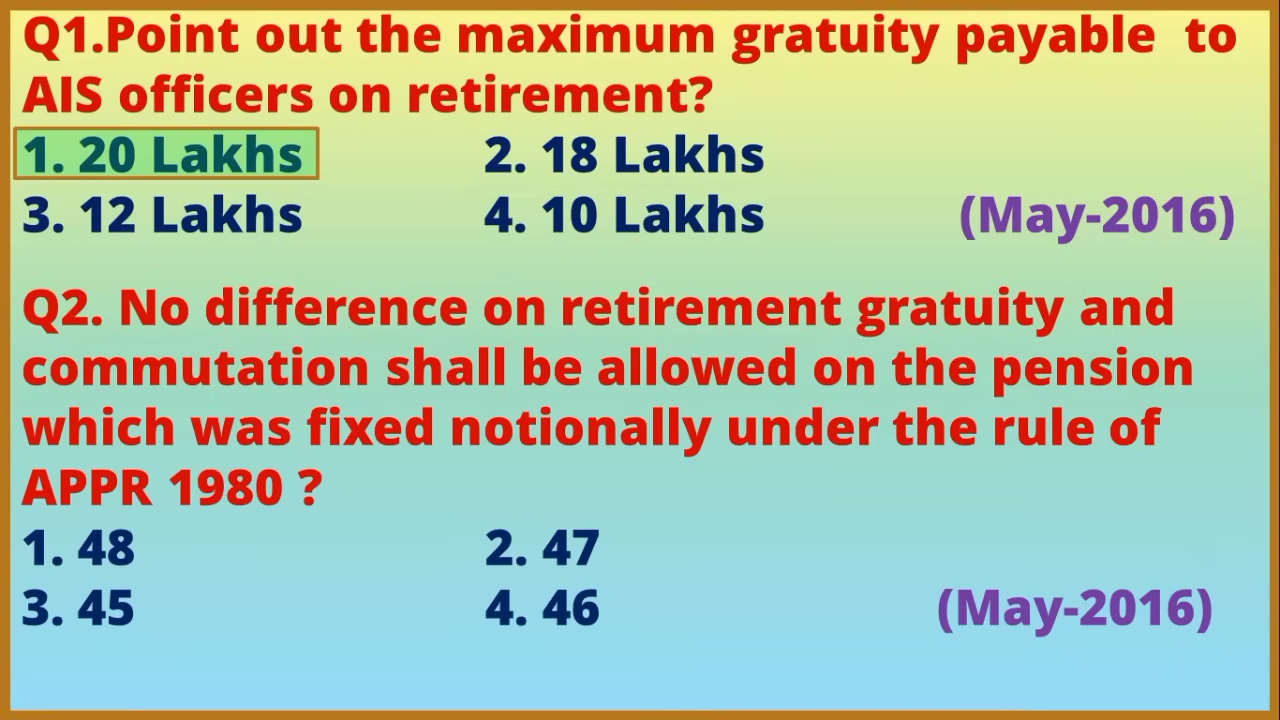 Q1.Point out the maximum gratuity payable to
AIS officers on retirement?
1. 20 Lakhs 2. 18 Lakhs
3. 12 Lakhs 4. 10 Lakhs (May-2016)
Q2. No difference on retirement gratuity and
commutation shall be allowed on the pension
which was fixed notionally under the rule of
APPR 1980 ?
1. 48 2. 47
3. 45 4. 46 (May-2016)